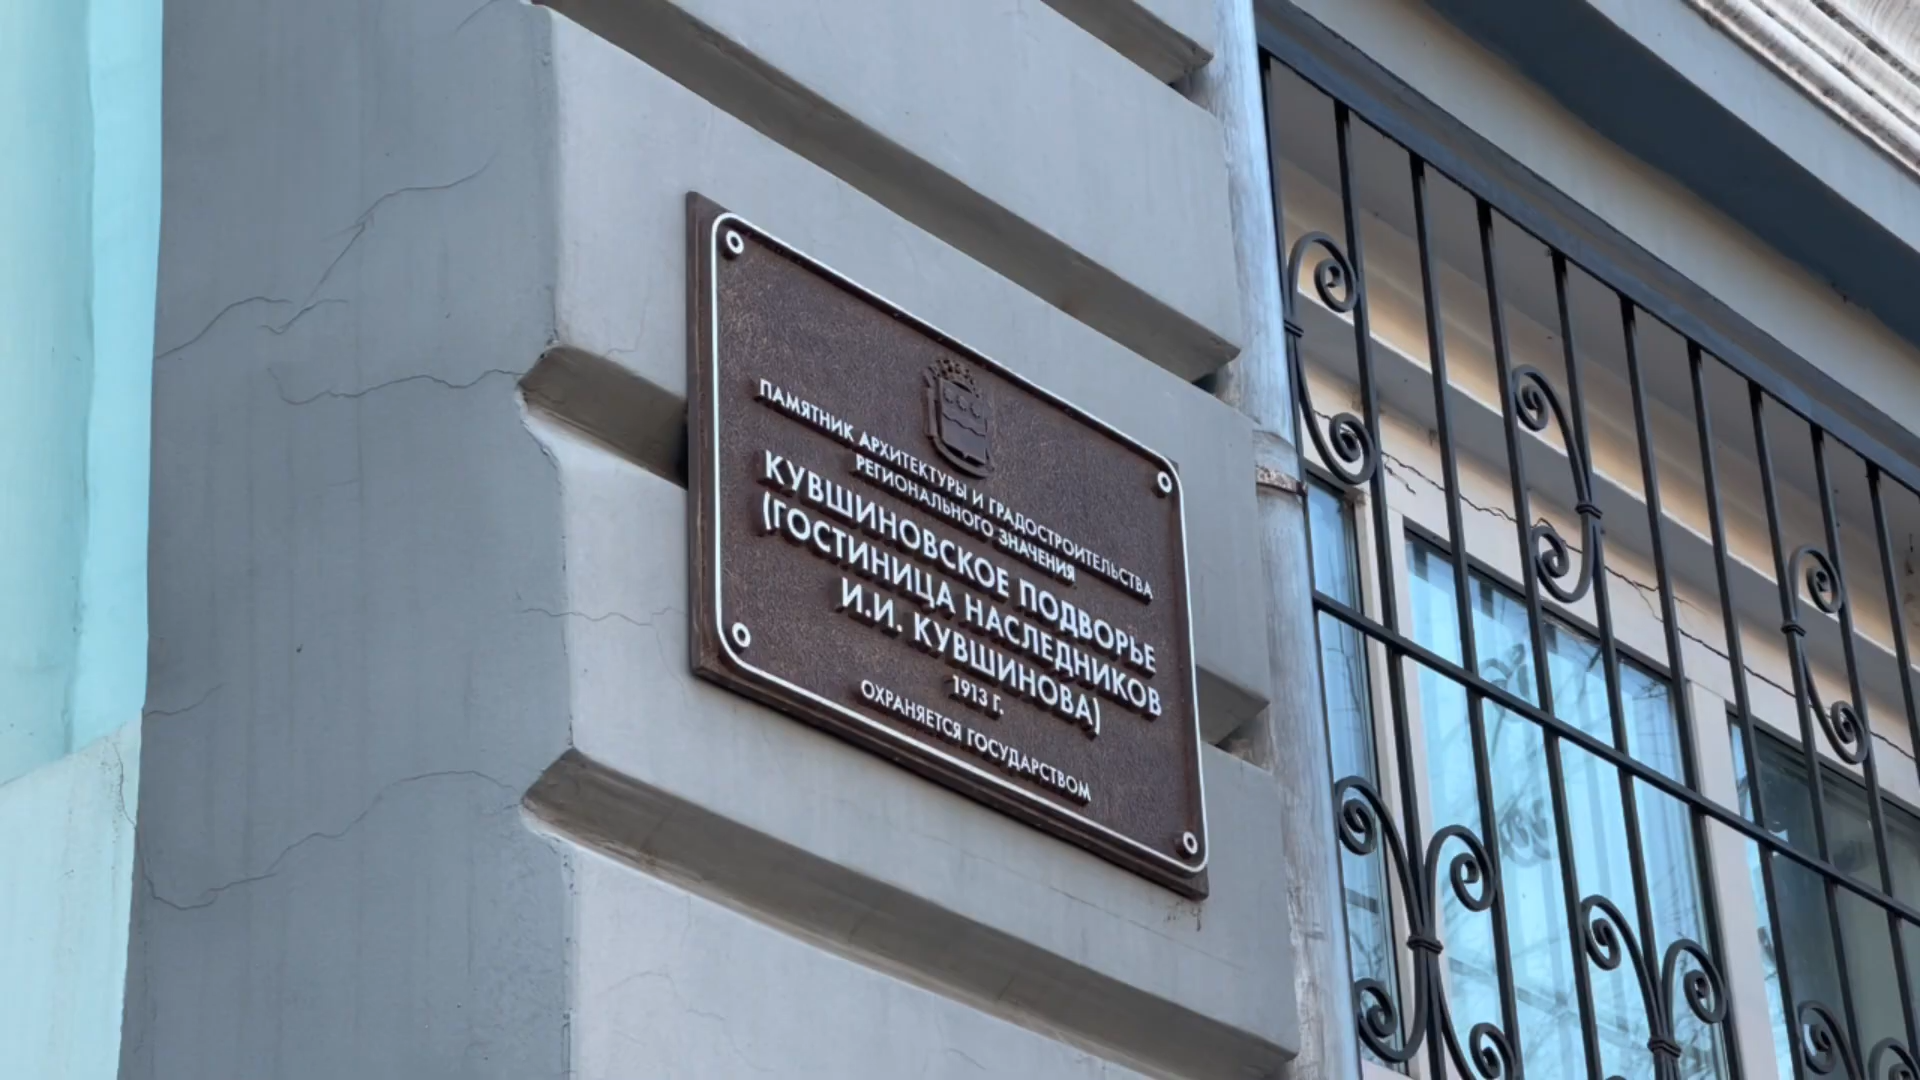 ПАМЯТНИК АРХИТЕКТУРЫ И ГРАДОСТРОИТЕЛЬСТВА
РЕГИОНАЛЬНОГО ЗНАЧЕНИЯ
КУВШИНОВСКОЕ ПОДВОРЬЕ
(ГОСТИНИЦА НАСЛЕДНИКОВ
И.И. КУВШИНОВА)
1913 Г.
ОХРАНЯЕТСЯ ГОСУДАРСТВОМ